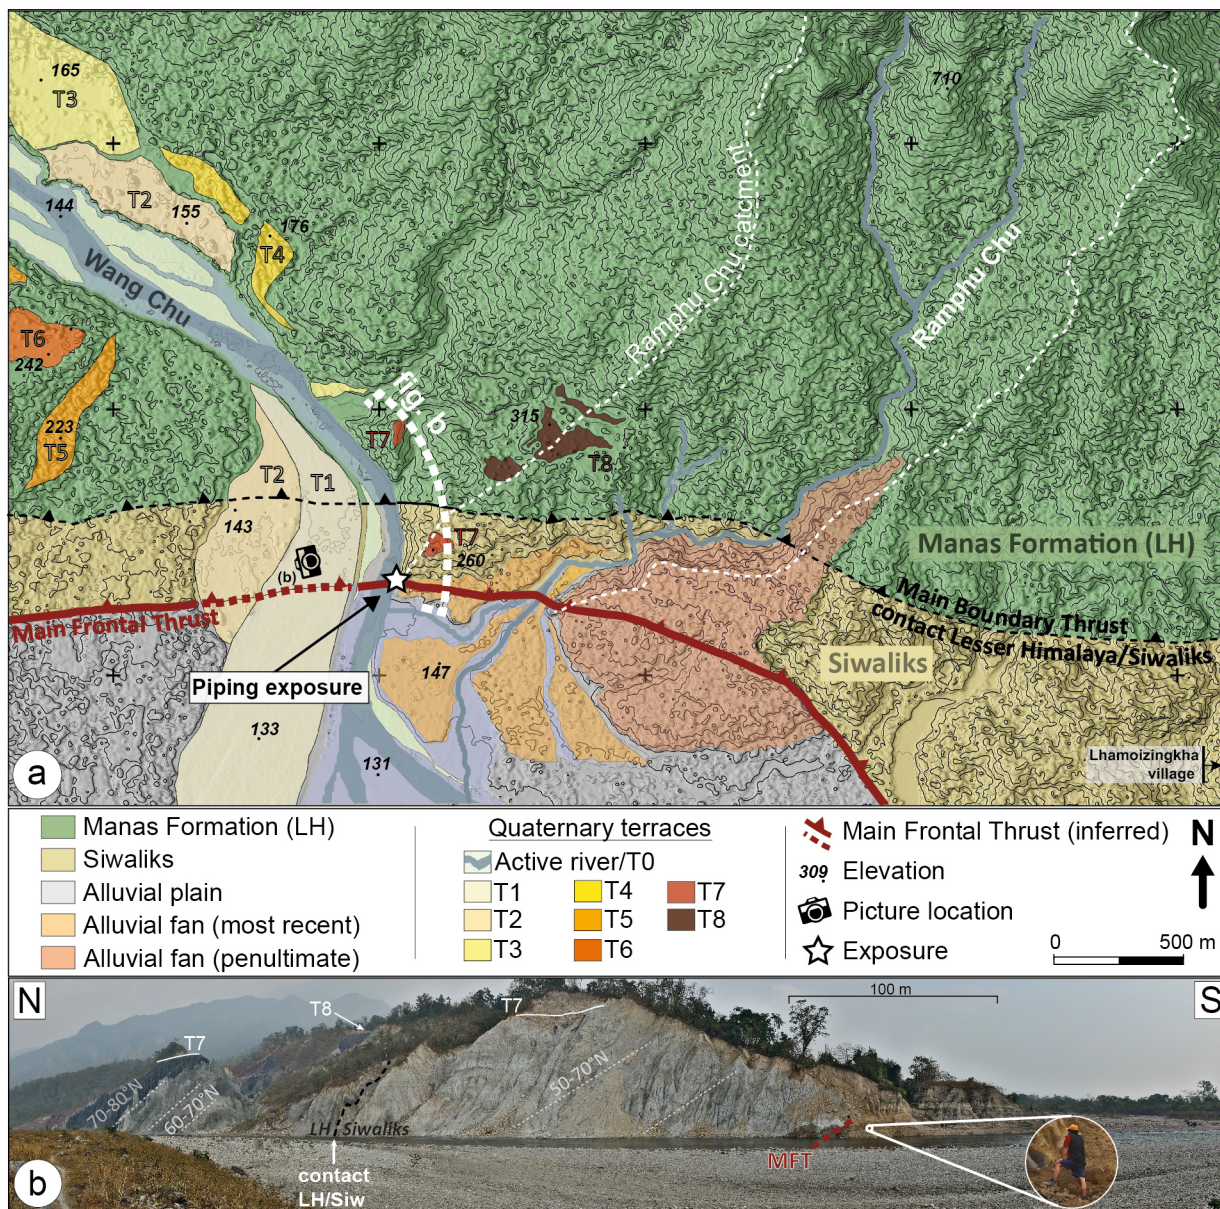 165
T3
710
T2
144
155
176
T4
Wang Chu
Ramphu Chu catcment
Ramphu Chu
T6
242
fig. b
315
T7
T8
223
T5
T2
T1
143
T7
260
(b)
Manas Formation (LH)
Main Boundary Thrust
contact Lesser Himalaya/Siwaliks
Main Frontal Thrust
Siwaliks
Piping exposure
147
133
131
Lhamoizingkha
village
a
Manas Formation (LH)
Siwaliks
Alluvial plain
Alluvial fan (most recent)
Alluvial fan (penultimate)
Quaternary terraces
Active river/T0
T1
T4
T7
T2
T5
T8
T3
T6
Main Frontal Thrust (inferred)
309 Elevation
Picture location
Exposure
N
0 500 m
N
S
100 m
T8
T7
T7
70-80°N
60-70°N
50-70°N
LH Siwaliks
MFT
contact
LH/Siw
b